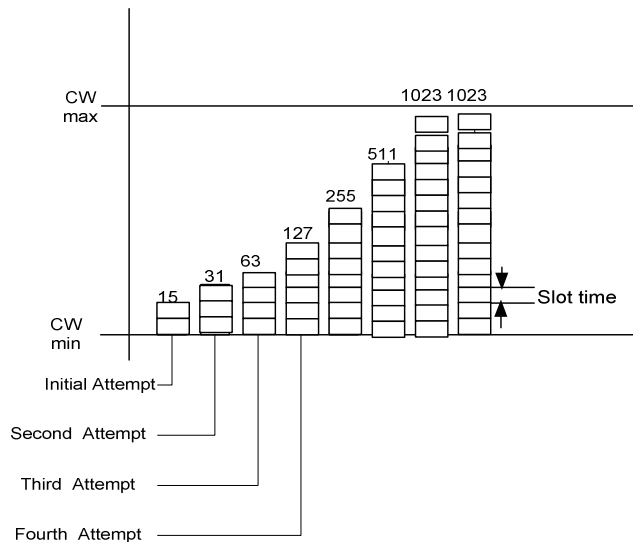 CW
max
1023 1023
511
255
127
63
31
15
Slot time
CW
min
Initial Attempt
Second Attempt
Third Attempt
Fourth Attempt